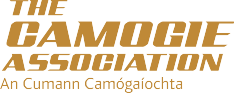 THE
CAMOGIE
ASSOCIATION
An Cumann Camógaíochta